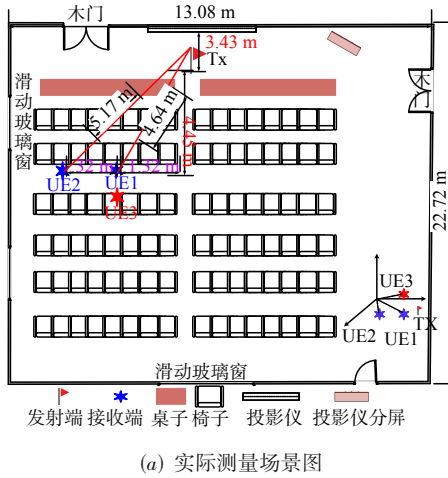 木门
13.08 m
3.43 m
Tx
木门
滑动玻璃窗
5.17 m
4.64 m
4.45 m
32 m
1.32 m
UE2
UE1
UE3
22.72 m
UE3
TX
UE2
UE1
滑动玻璃窗
发射端 接收端 桌子 椅子 投影仪 投影仪分屏
(a) 实际测量场景图